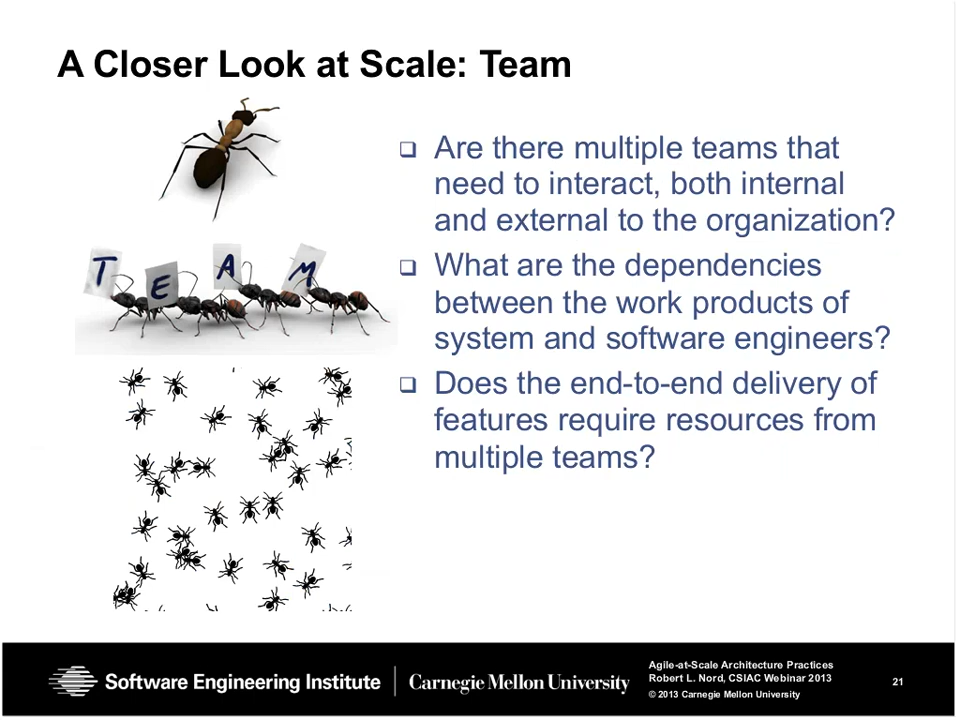 A Closer Look at Scale: Team
T E A M
❑ Are there multiple teams that
need to interact, both internal
and external to the organization?
❑ What are the dependencies
between the work products of
system and software engineers?
❑ Does the end-to-end delivery of
features require resources from
multiple teams?
Software Engineering Institute
Carnegie Mellon University
Agile-at-Scale Architecture Practices
Robert L. Nord, CSIAC Webinar 2013
© 2013 Carnegie Mellon University
21